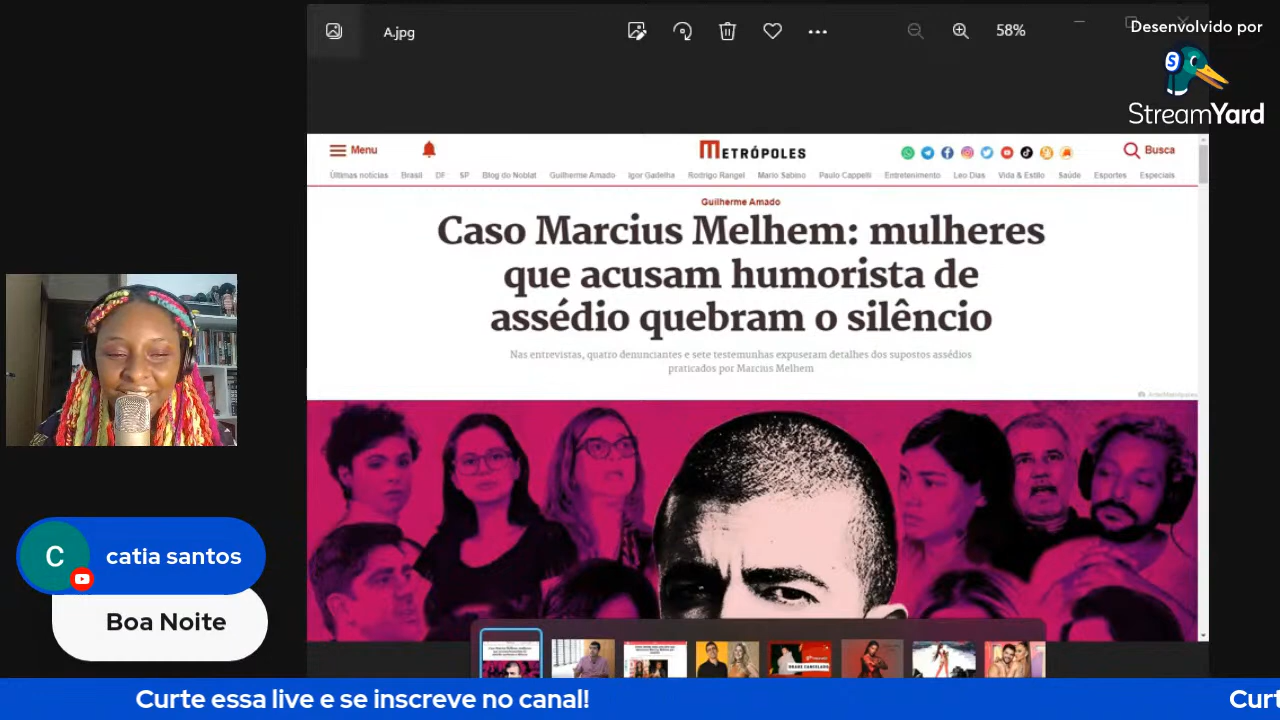 A.jpg
58%
Desenvolvido por
StreamYard
Menu
METRÓPOLES
Busca
Últimas notícias Brasil DF SP Blog do Noblat Guilherme Amado Igor Gadelha Rodrigo Rangel Mario Sabino Paulo Cappelli Entretenimento Leo Dias Vida & Estilo Saúde Esportes Especiais
Guilherme Amado
Caso Marcius Melhem: mulheres
que acusam humorista de
assédio quebram o silêncio
Nas entrevistas, quatro denunciantes e sete testemunhas expuseram detalhes dos supostos assédios
praticados por Marcius Melhem
C
catia santos
Boa Noite
Curte essa live e se inscreve no canal!
Curt